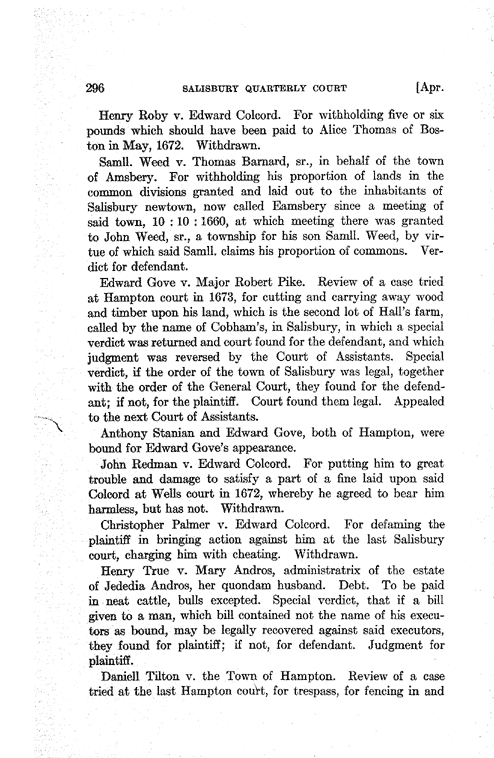 296 SALISBURY QUARTERLY COURT [Apr.
Henry Roby v. Edward Colcord. For withholding five or six
pounds which should have been paid to Alice Thomas of Bos-
ton in May, 1672. Withdrawn.
Samll. Weed v. Thomas Barnard, sr., in behalf of the town
of Amsbery. For withholding his proportion of lands in the
common divisions granted and laid out to the inhabitants of
Salisbury newtown, now called Eamsbery since a meeting of
said town, 10 : 10 : 1660, at which meeting there was granted
to John Weed, sr., a township for his son Samll. Weed, by vir-
tue of which said Samll. claims his proportion of commons. Ver-
dict for defendant.
Edward Gove v. Major Robert Pike. Review of a case tried
at Hampton court in 1673, for cutting and carrying away wood
and timber upon his land, which is the second lot of Hall's farm,
called by the name of Cobham's, in Salisbury, in which a special
verdict was returned and court found for the defendant, and which
judgment was reversed by the Court of Assistants. Special
verdict, if the order of the town of Salisbury was legal, together
with the order of the General Court, they found for the defend-
ant; if not, for the plaintiff. Court found them legal. Appealed
to the next Court of Assistants.
Anthony Stanian and Edward Gove, both of Hampton, were
bound for Edward Gove's appearance.
John Redman v. Edward Colcord. For putting him to great
trouble and damage to satisfy a part of a fine laid upon said
Colcord at Wells court in 1672, whereby he agreed to bear him
harmless, but has not. Withdrawn.
Christopher Palmer v. Edward Colcord. For defaming the
plaintiff in bringing action against him at the last Salisbury
court, charging him with cheating. Withdrawn.
Henry True v. Mary Andros, administratrix of the estate
of Jededia Andros, her quondam husband. Debt. To be paid
in neat cattle, bulls excepted. Special verdict, that if a bill
given to a man, which bill contained not the name of his execu-
tors as bound, may be legally recovered against said executors,
they found for plaintiff; if not, for defendant. Judgment for
plaintiff.
Daniell Tilton v. the Town of Hampton. Review of a case
tried at the last Hampton court, for trespass, for fencing in and